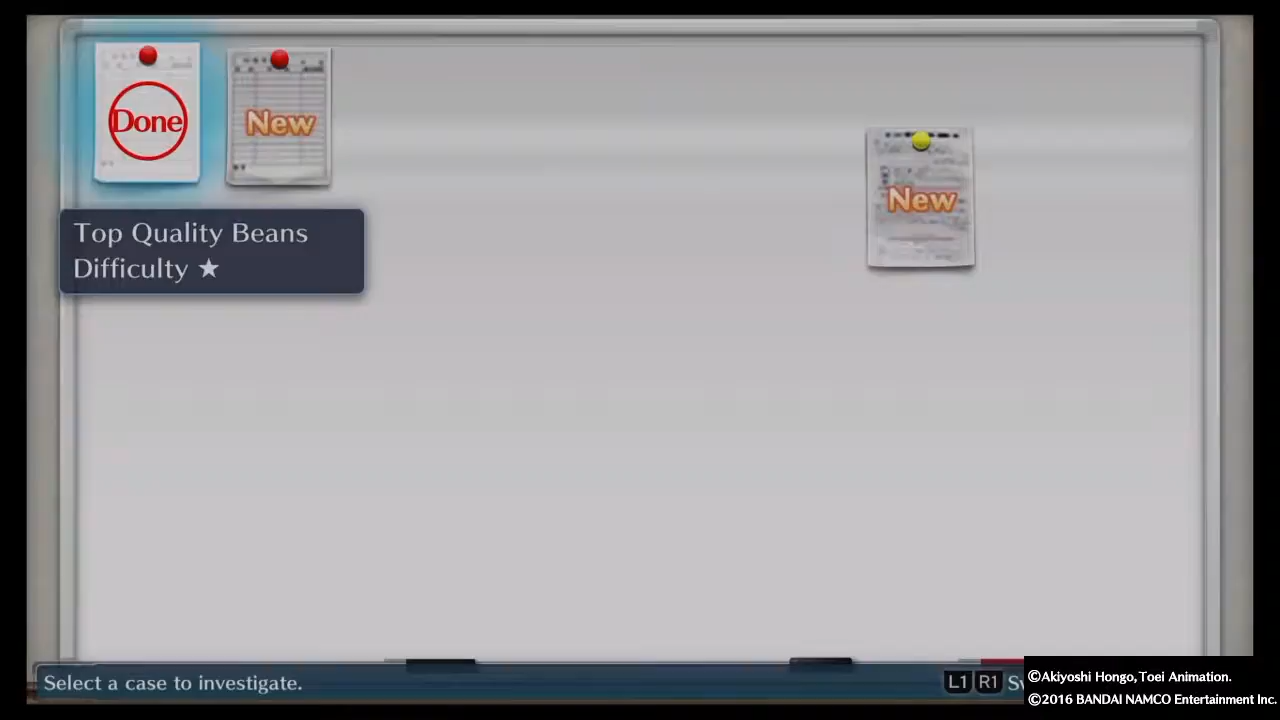 Done
New
New
Top Quality Beans
Difficulty ★
Select a case to investigate.
L1 R1
©Akiyoshi Hongo, Toei Animation.
©2016 BANDAI NAMCO Entertainment Inc.